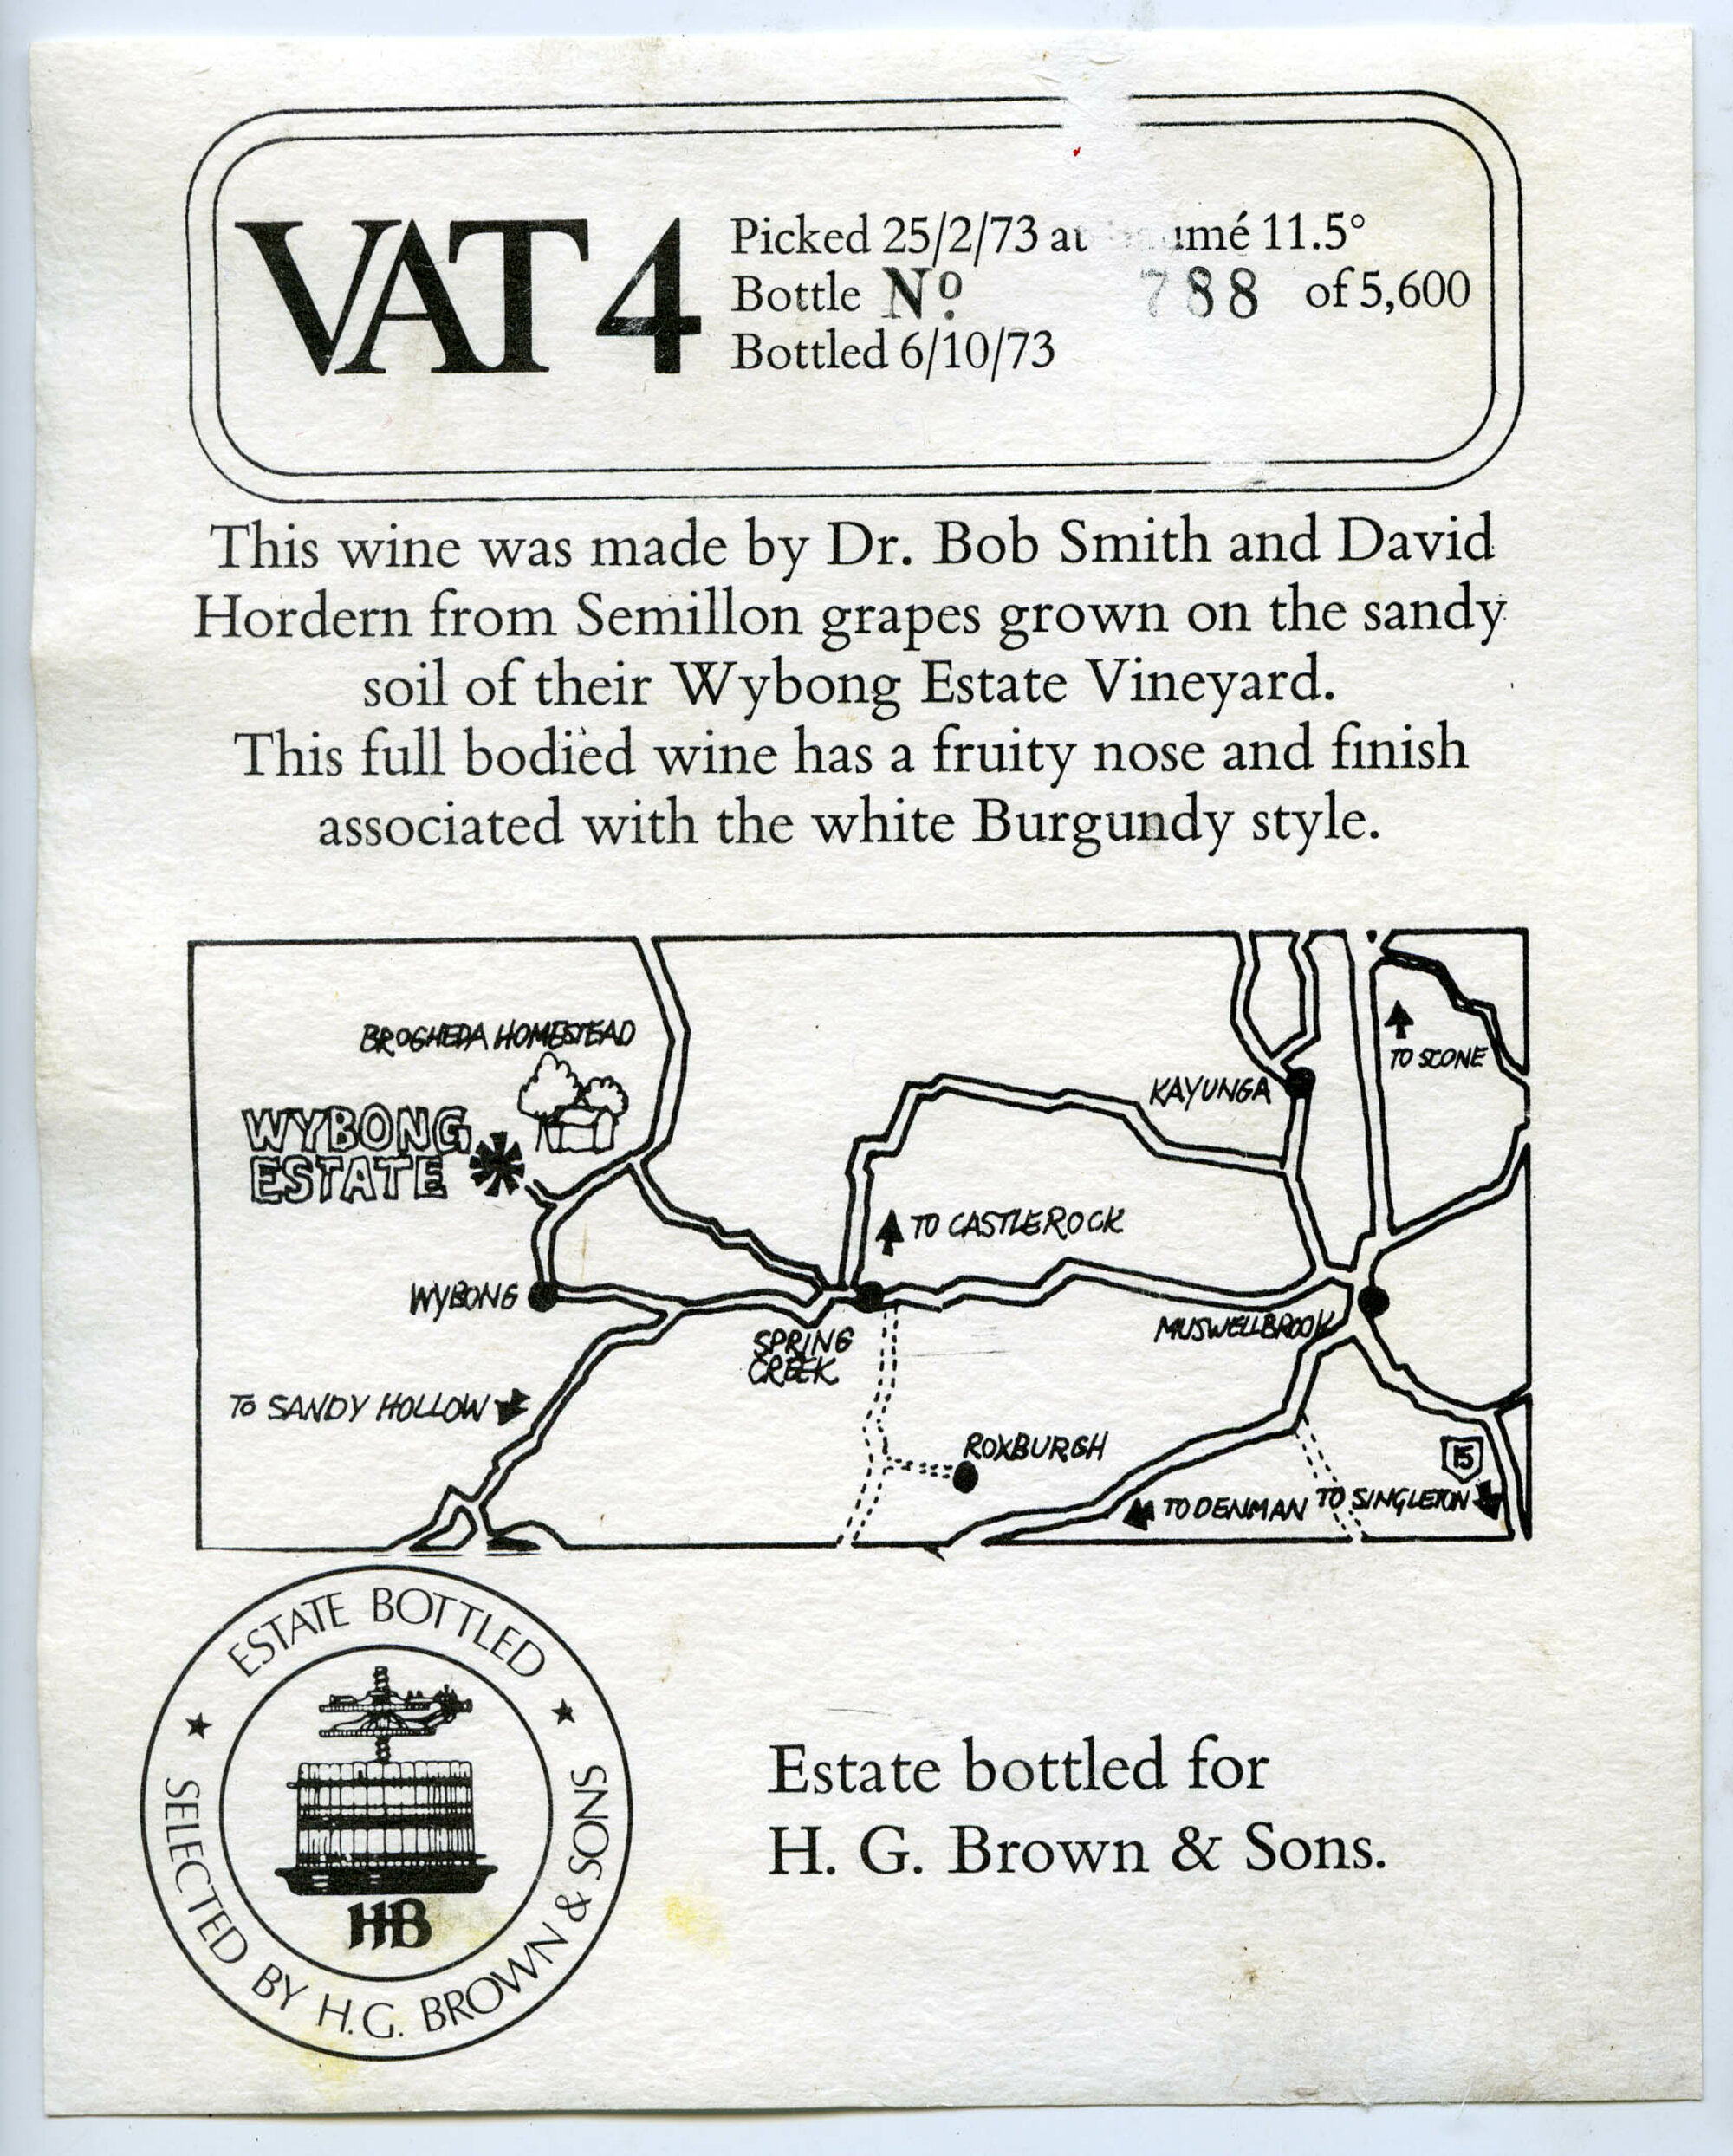 VAT 4
Picked 25/2/73 at umé 11.5°
Bottle Nº 788 of 5,600
Bottled 6/10/73
This wine was made by Dr. Bob Smith and David
Hordern from Semillon grapes grown on the sandy
soil of their Wybong Estate Vineyard.
This full bodied wine has a fruity nose and finish
associated with the white Burgundy style.
BROGHEDA HOMESTEAD
WYBONG
ESTATE
KAYUNGA
TO SCONE
TO CASTLEROCK
WYBONG
SPRING
CREEK
MUSWELLBROOK
TO SANDY HOLLOW
ROXBURGH
15
TO DENMAN
TO SINGLETON
ESTATE BOTTLED
SELECTED BY H.G. BROWN & SONS
HB
Estate bottled for
H. G. Brown & Sons.